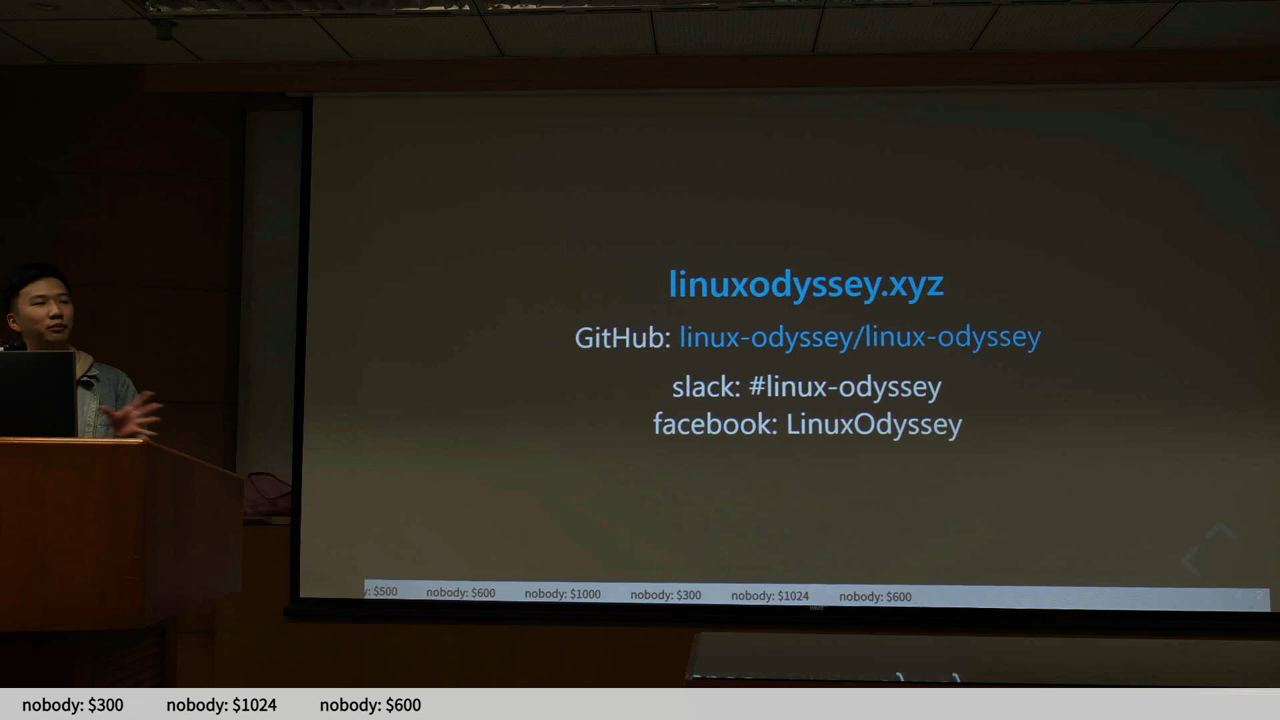 linuxodyssey.xyz
GitHub: linux-odyssey/linux-odyssey
slack: #linux-odyssey
facebook: LinuxOdyssey
: $500 nobody: $600 nobody: $1000 nobody: $300 nobody: $1024 nobody: $600
nobody: $300 nobody: $1024 nobody: $600